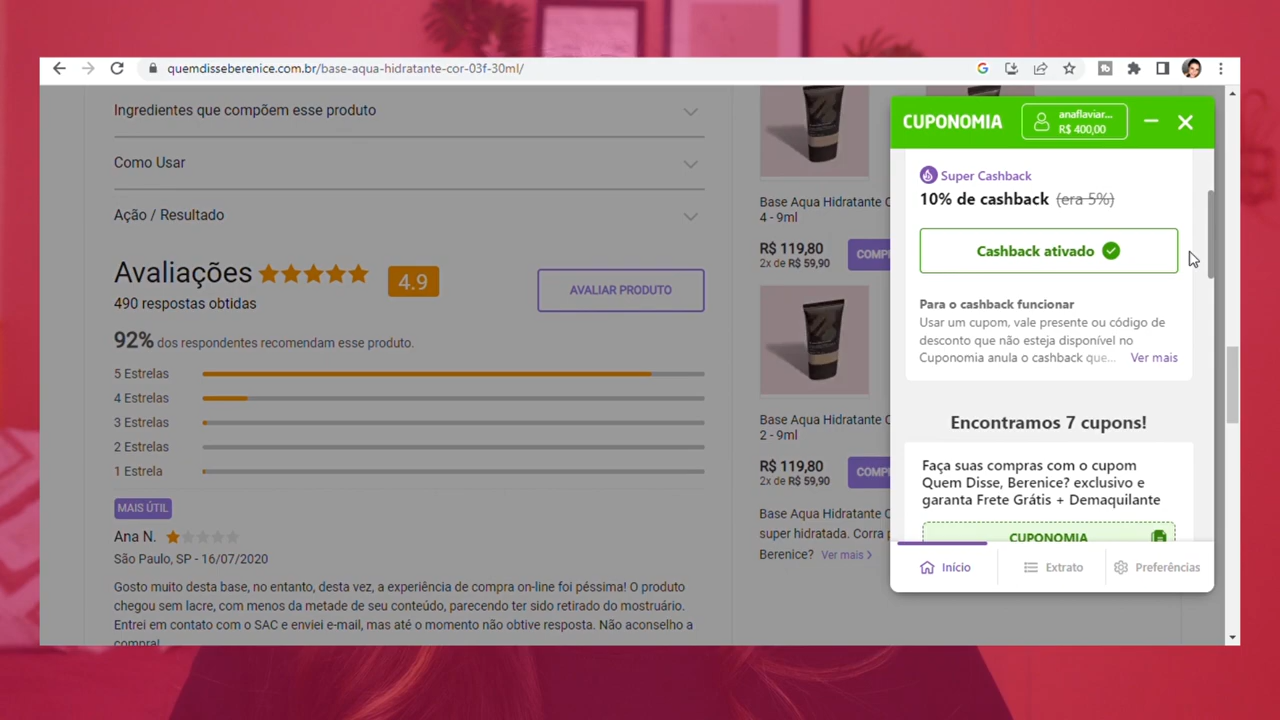 quemdisseberenice.com.br/base-aqua-hidratante-cor-03f-30ml/
Ingredientes que compõem esse produto
Como Usar
Ação / Resultado
Avaliações
4.9
490 respostas obtidas
AVALIAR PRODUTO
92% dos respondentes recomendam esse produto.
5 Estrelas
4 Estrelas
3 Estrelas
2 Estrelas
1 Estrela
MAIS ÚTIL
Ana N.
São Paulo, SP - 16/07/2020
Gosto muito desta base, no entanto, desta vez, a experiência de compra on-line foi péssima! O produto
chegou sem lacre, com menos da metade de seu conteúdo, parecendo ter sido retirado do mostruário.
Entrei em contato com o SAC e enviei e-mail, mas até o momento não obtive resposta. Não aconselho a
compra!
Base Aqua Hidratante
4 - 9ml
R$ 119,80
2x de R$ 59,90
Base Aqua Hidratante
2 - 9ml
R$ 119,80
2x de R$ 59,90
Base Aqua Hidratante
super hidratada. Corra
Berenice? Ver mais
CUPONOMIA
anaflaviar...
R$ 400,00
Super Cashback
10% de cashback (era 5%)
Cashback ativado
Para o cashback funcionar
Usar um cupom, vale presente ou código de
desconto que não esteja disponível no
Cuponomia anula o cashback que... Ver mais
Encontramos 7 cupons!
Faça suas compras com o cupom
Quem Disse, Berenice? exclusivo e
garanta Frete Grátis + Demaquilante
CUPONOMIA
Início
Extrato
Preferências